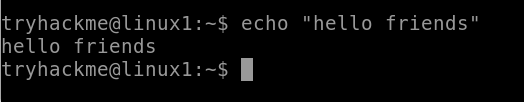 tryhackme@linux1:~$ echo "hello friends"
hello friends
tryhackme@linux1:~$